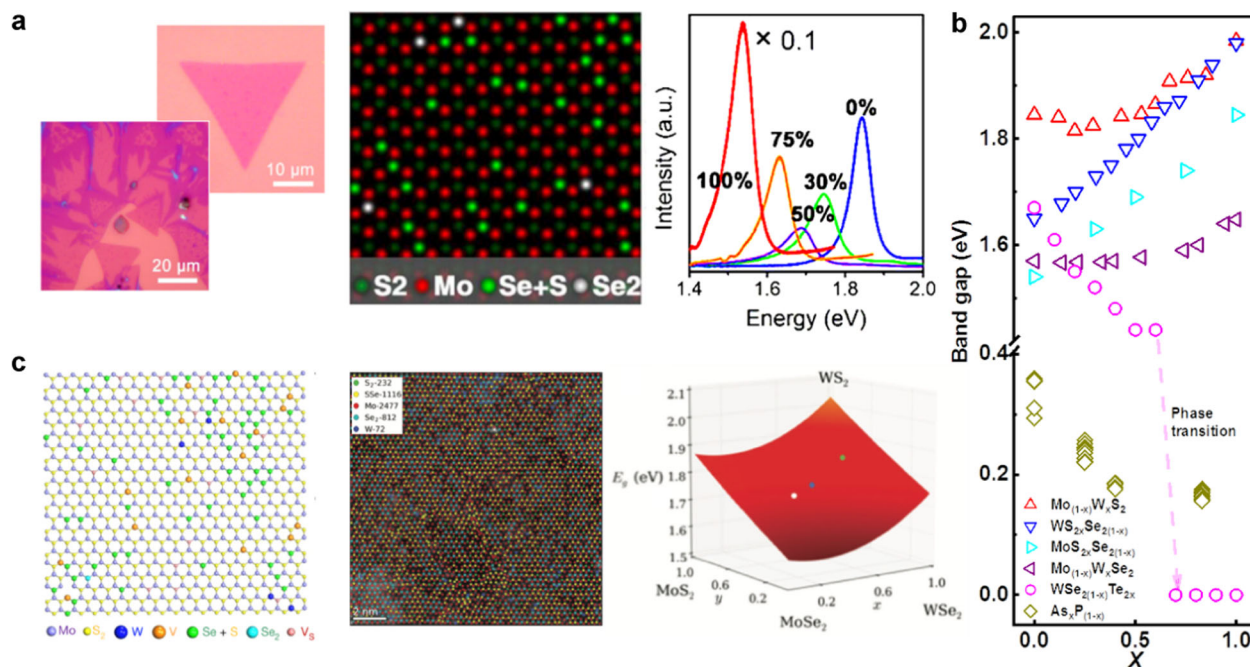 a
10 µm
20 µm
S2 Mo Se+S Se2
Intensity (a.u.)
× 0.1
0%
75%
100%
30%
50%
1.4 1.6 1.8 2.0
Energy (eV)
b
Band gap (eV)
2.0
1.8
1.6
0.4
0.2
0.0
Phase
transition
Mo(1-x)WxS2
WS2xSe2(1-x)
MoS2xSe2(1-x)
Mo(1-x)WxSe2
WSe2(1-x)Te2x
AsxP(1-x)
0.0 0.5 1.0
X
c
Mo S2 W V Se + S Se2 VS
S2-232
SSe-1116
Mo-2477
Se2-812
W-72
2 nm
WS2
2.1
2.0
1.9
1.8
1.7
1.6
1.5
Eg (eV)
1.0
0.6
0.2
y
MoS2
MoSe2
0.2
0.6
1.0
x
WSe2